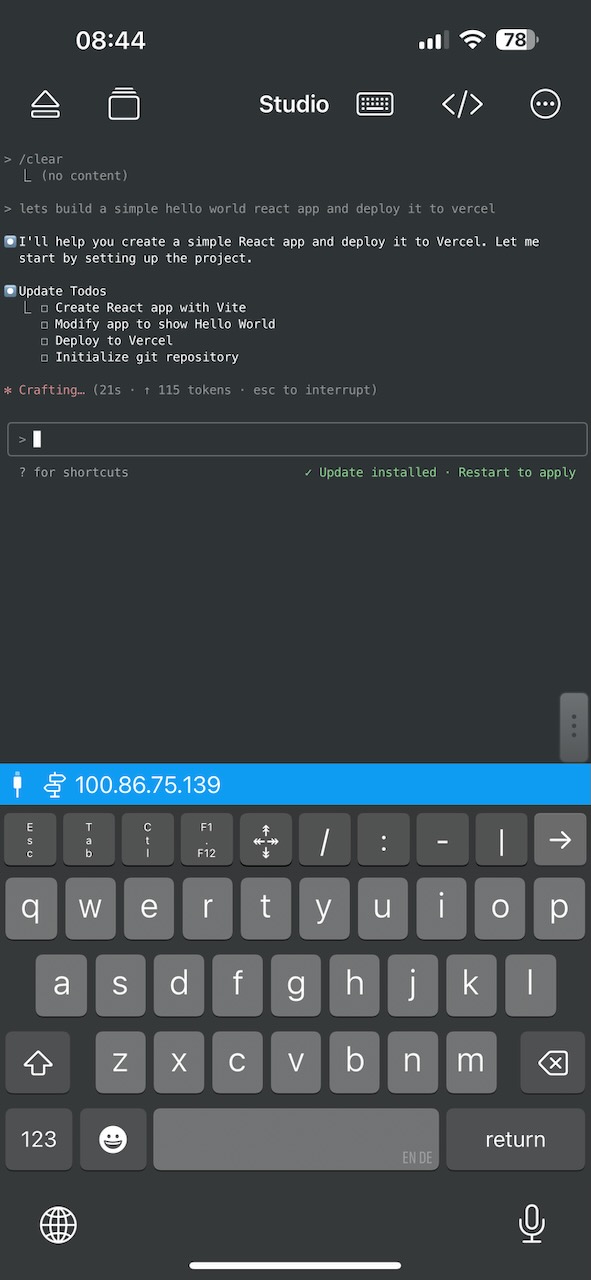 08:44
78
Studio
> /clear
⎿ (no content)
> lets build a simple hello world react app and deploy it to vercel
I'll help you create a simple React app and deploy it to Vercel. Let me
start by setting up the project.
Update Todos
⎿ ☐ Create React app with Vite
☐ Modify app to show Hello World
☐ Deploy to Vercel
☐ Initialize git repository
* Crafting… (21s · ↑ 115 tokens · esc to interrupt)
>
? for shortcuts ✓ Update installed · Restart to apply
100.86.75.139
Esc Tab Ctl F1 . F12 / : - | →
q w e r t y u i o p
a s d f g h j k l
z x c v b n m
123 EN DE return